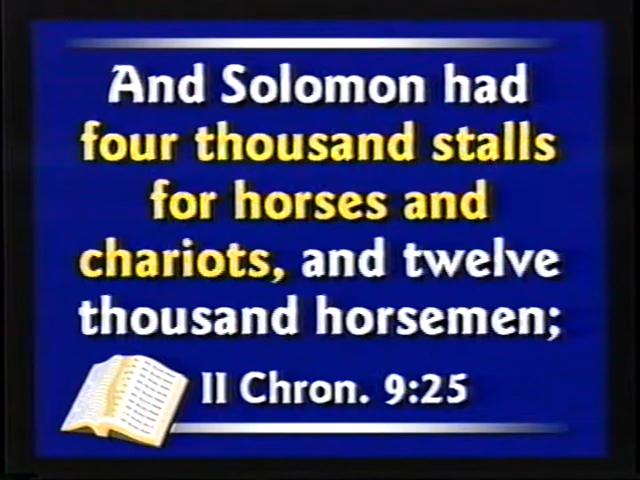 And Solomon had
four thousand stalls
for horses and
chariots, and twelve
thousand horsemen;
II Chron. 9:25